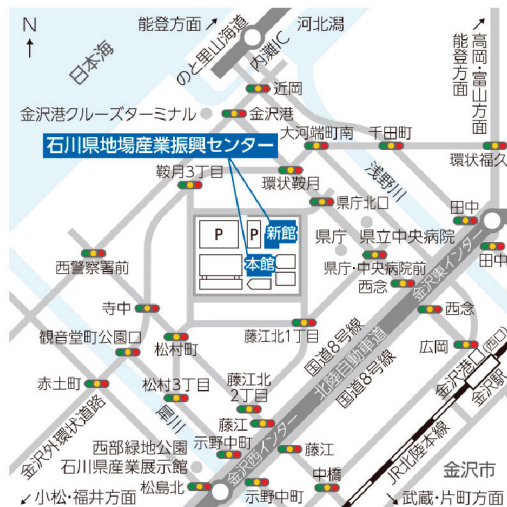 N
能登方面
河北潟
日本海
のと里山海道
内灘IC
高岡・富山方面
能登方面
近岡
金沢港クルーズターミナル
金沢港
大河端町南
千田町
石川県地場産業振興センター
環状福久
鞍月3丁目
環状鞍月
浅野川
県庁北口
田中
P
P
新館
県庁
県立中央病院
西警察署前
本館
県庁・中央病院前
田中
金沢東インター
西念
寺中
西念
観音堂町公園口
松村町
藤江北1丁目
国道8号線
北陸自動車道
国道8号線
広岡
金沢港口(西口)
金沢駅
赤土町
松村3丁目
藤江北
2丁目
金沢外環状道路
犀川
藤江
示野中町
藤江
金沢西インター
JR北陸本線
西部緑地公園
石川県産業展示館
中橋
金沢市
松島北
示野中町
小松・福井方面
武蔵・片町方面